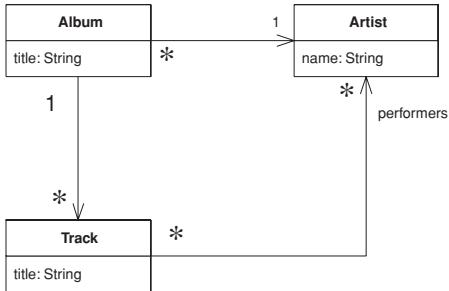 Album
title: String
*
1
Artist
name: String
*
performers
1
*
Track
title: String
*